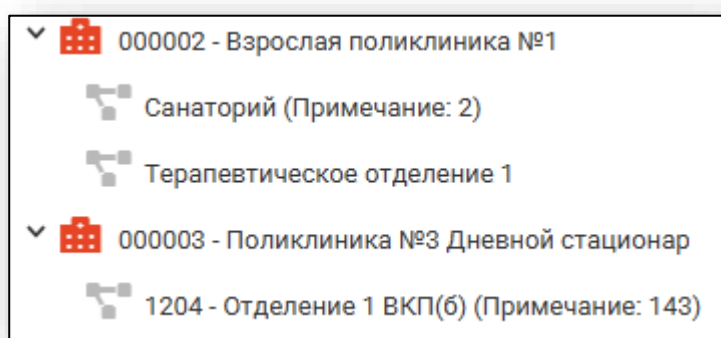 000002 - Взрослая поликлиника №1
Санаторий (Примечание: 2)
Терапевтическое отделение 1
000003 - Поликлиника №3 Дневной стационар
1204 - Отделение 1 ВКП(б) (Примечание: 143)